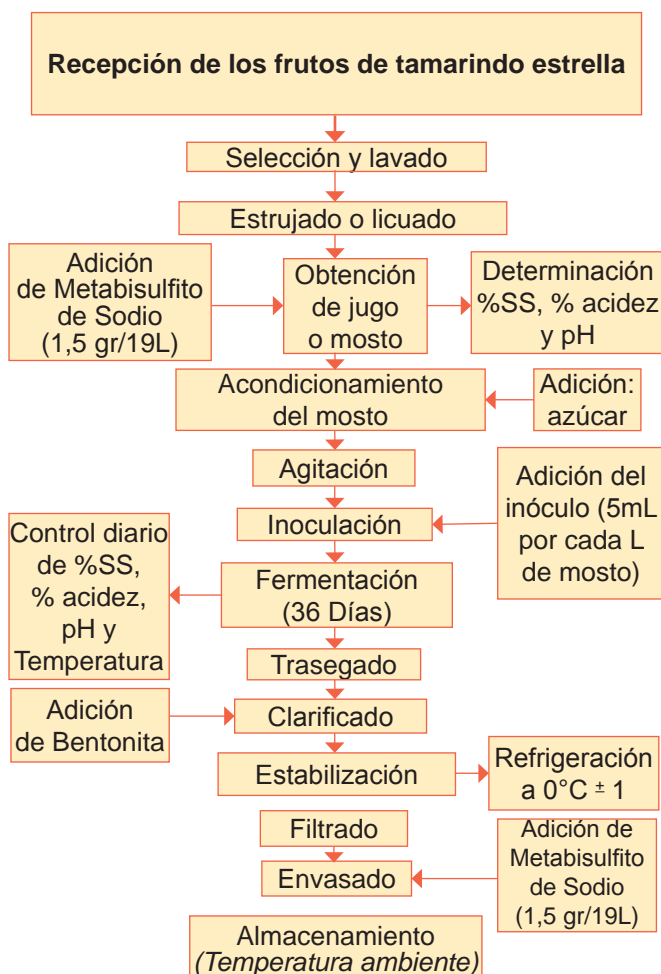 Recepción de los frutos de tamarindo estrella
Selección y lavado
Estrujado o licuado
Adición
de Metabisulfito
de Sodio
(1,5 gr/19L)
Obtención
de jugo
o mosto
Determinación
%SS, % acidez
y pH
Acondicionamiento
del mosto
Adición:
azúcar
Agitación
Adición del
inóculo (5mL
por cada L
de mosto)
Inoculación
Control diario
de %SS,
% acidez,
pH y
Temperatura
Fermentación
(36 Días)
Trasegado
Adición
de Bentonita
Clarificado
Estabilización
Refrigeración
a 0°C ± 1
Filtrado
Adición de
Metabisulfito
de Sodio
(1,5 gr/19L)
Envasado
Almacenamiento
(Temperatura ambiente)